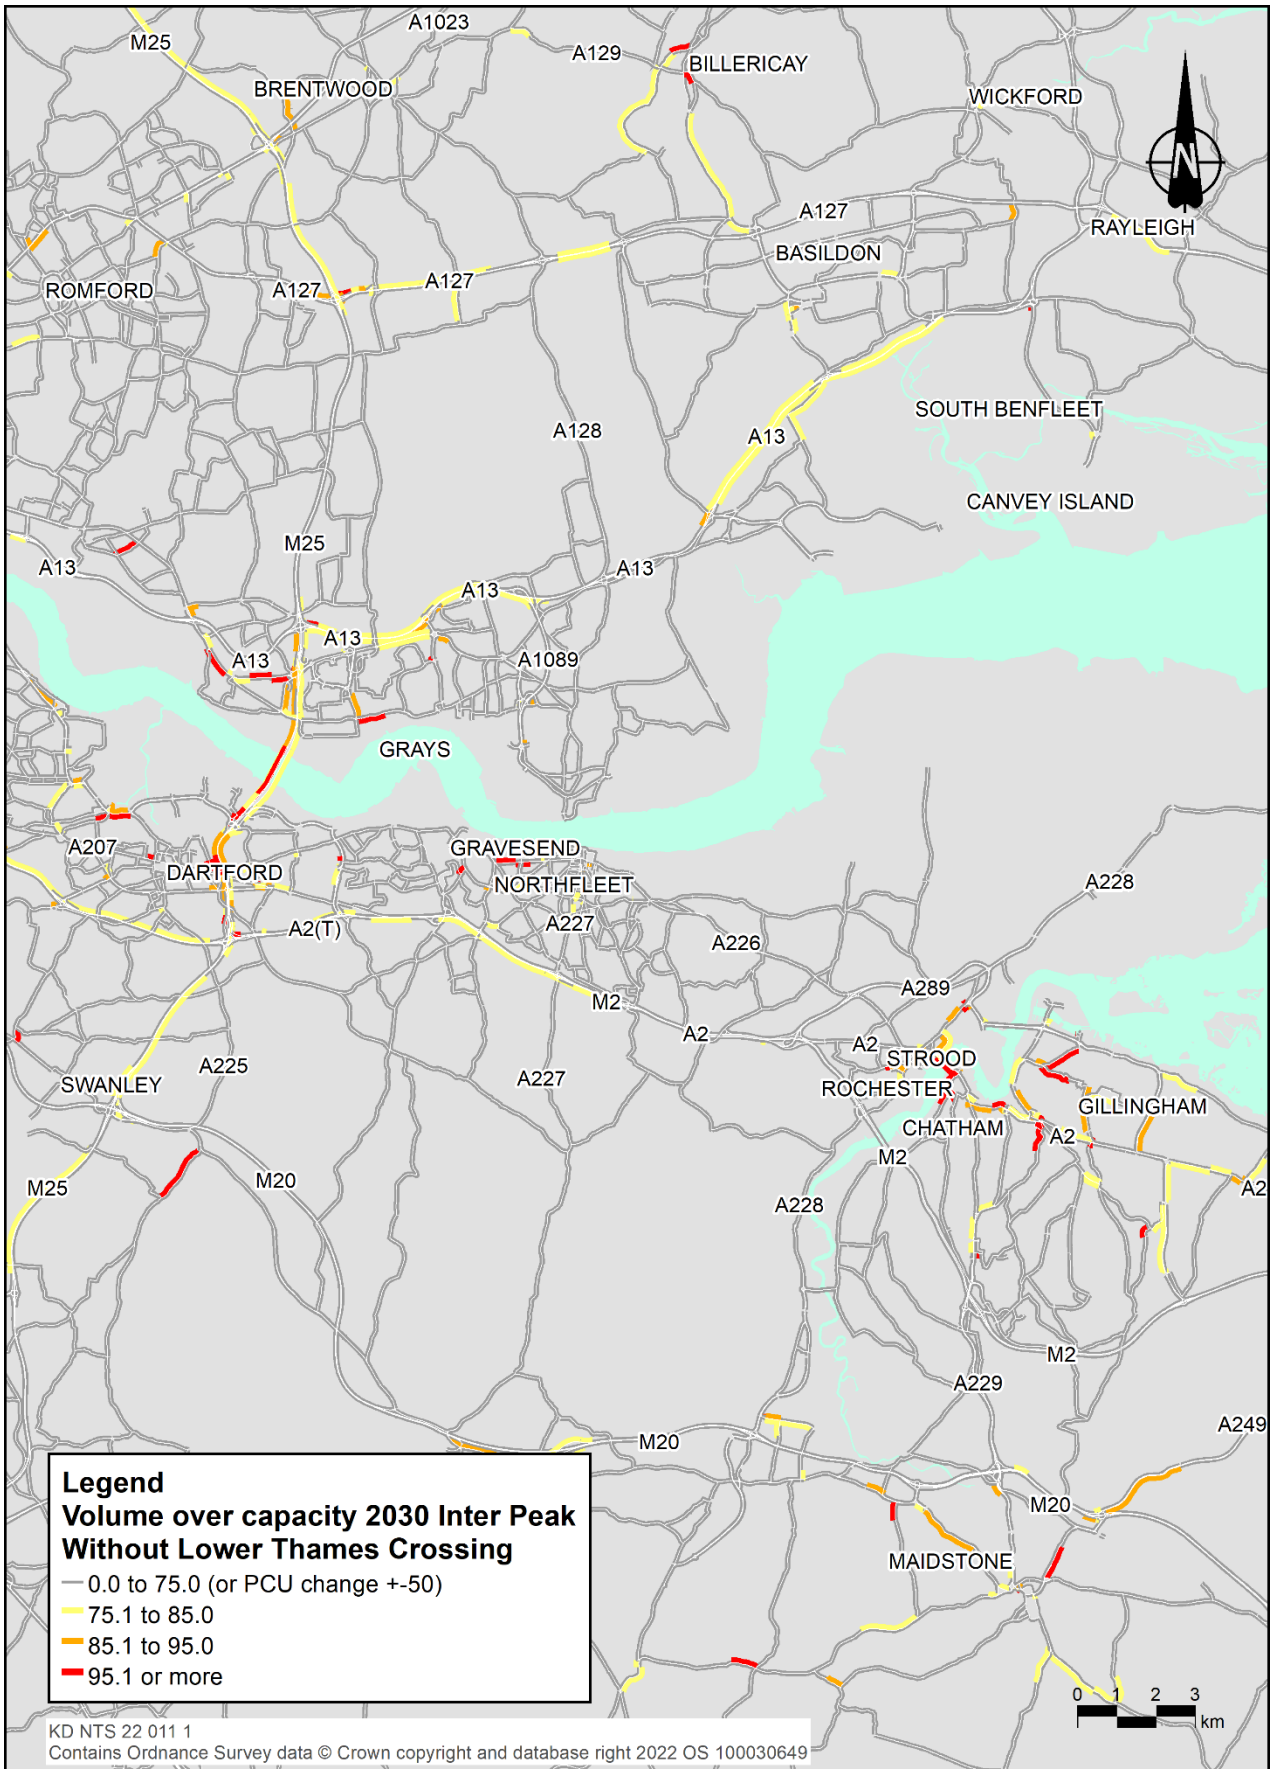 A1023
M25
A129
BILLERICAY
BRENTWOOD
WICKFORD
N
A127
RAYLEIGH
BASILDON
A127
A127
ROMFORD
SOUTH BENFLEET
A128
A13
CANVEY ISLAND
M25
A13
A13
A13
A13
A13
A1089
GRAYS
A207
GRAVESEND
DARTFORD
NORTHFLEET
A228
A2(T)
A227
A226
A289
M2
A2
A2
STROOD
A225
A227
SWANLEY
ROCHESTER
GILLINGHAM
CHATHAM
A2
M2
M25
M20
A2
A228
M2
A229
A249
M20
M20
MAIDSTONE
Legend
Volume over capacity 2030 Inter Peak
Without Lower Thames Crossing
0.0 to 75.0 (or PCU change +-50)
75.1 to 85.0
85.1 to 95.0
95.1 or more
0 1 2 3
km
KD NTS 22 011 1
Contains Ordnance Survey data © Crown copyright and database right 2022 OS 100030649